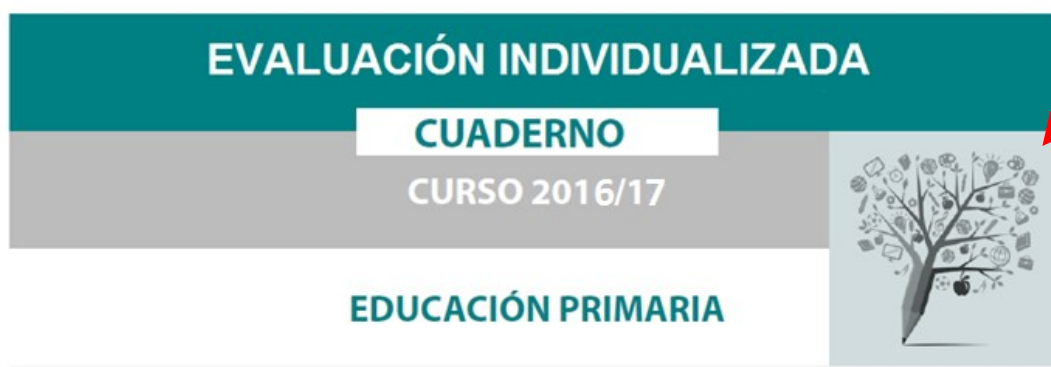 EVALUACIÓN INDIVIDUALIZADA
CUADERNO
CURSO 2016/17
EDUCACIÓN PRIMARIA